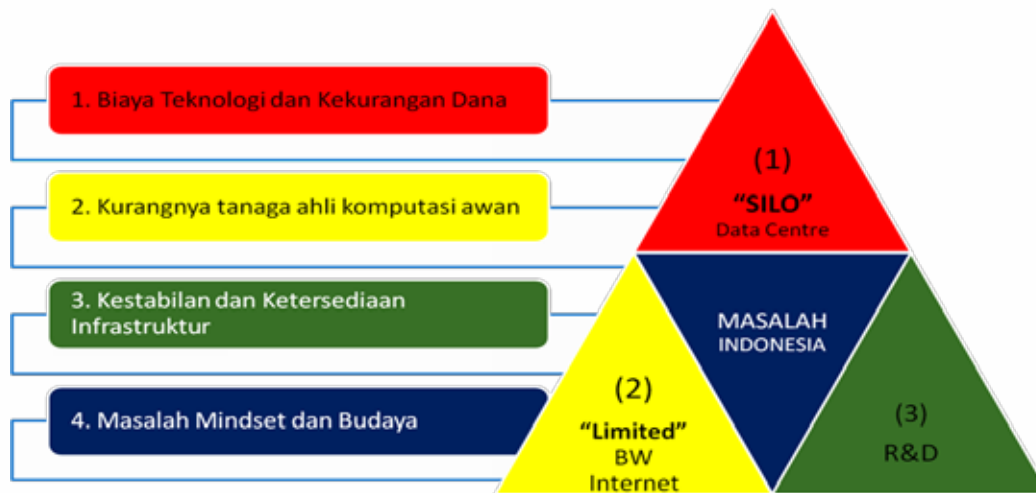 1. Biaya Teknologi dan Kekurangan Dana
2. Kurangnya tanaga ahli komputasi awan
3. Kestabilan dan Ketersediaan
Infrastruktur
4. Masalah Mindset dan Budaya
(1)
“SILO”
Data Centre
MASALAH
INDONESIA
(2)
“Limited”
BW
Internet
(3)
R&D